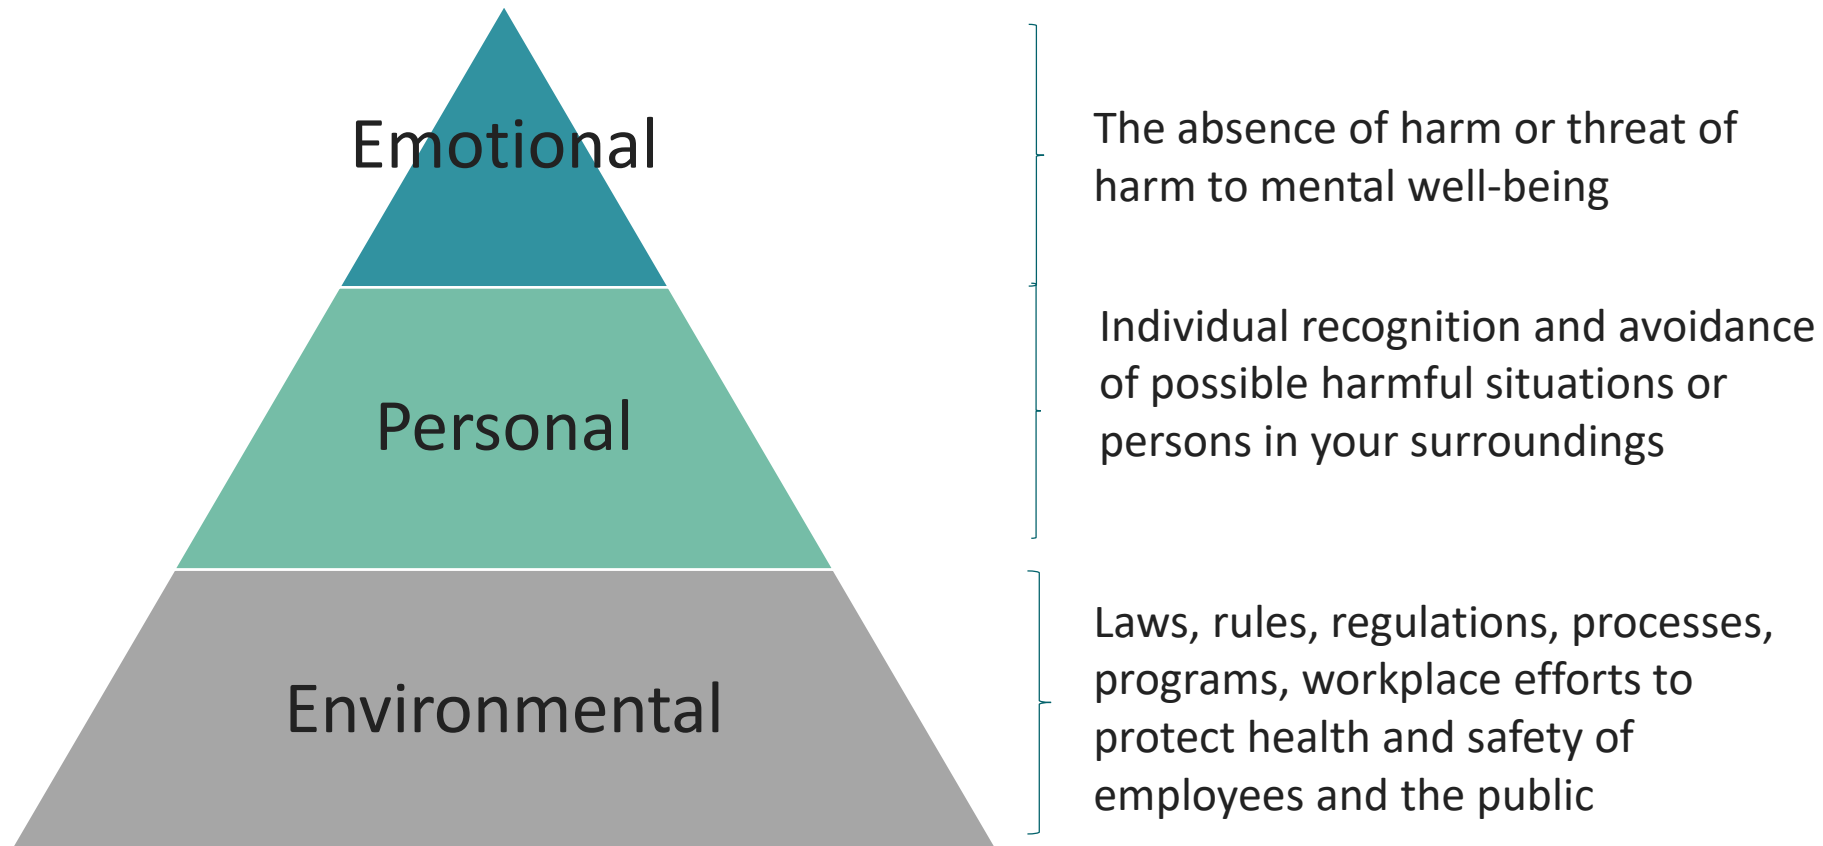 Emotional
The absence of harm or threat of
harm to mental well-being
Personal
Individual recognition and avoidance
of possible harmful situations or
persons in your surroundings
Environmental
Laws, rules, regulations, processes,
programs, workplace efforts to
protect health and safety of
employees and the public